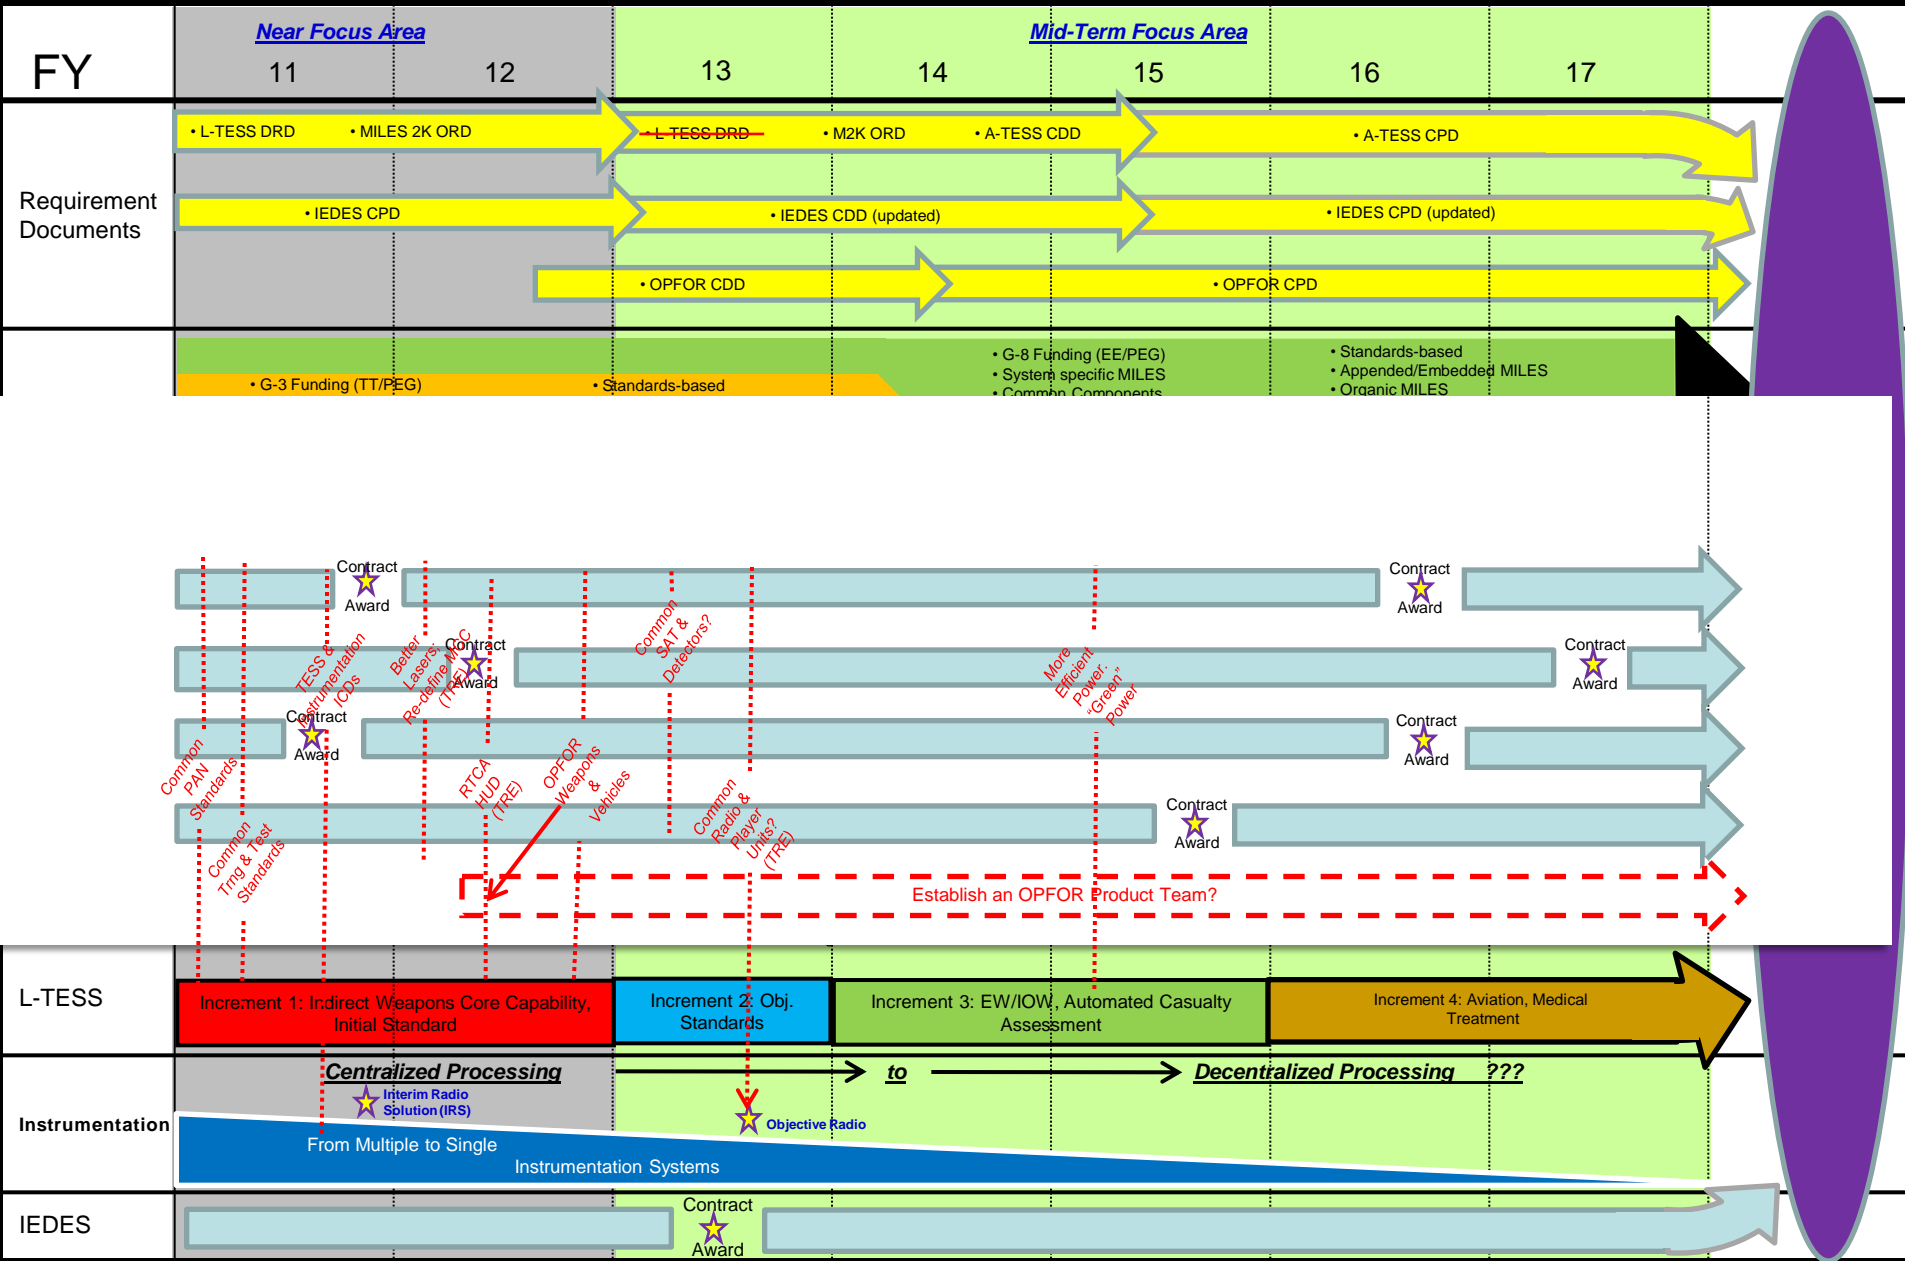 Near Focus Area
Mid-Term Focus Area
FY
11
12
13
14
15
16
17
Requirement
Documents
• L-TESS DRD
• MILES 2K ORD
• L-TESS DRD
• M2K ORD
• A-TESS CDD
• A-TESS CPD
• IEDES CPD
• IEDES CDD (updated)
• IEDES CPD (updated)
• OPFOR CDD
• OPFOR CPD
• G-3 Funding (TT/PEG)
• Standards-based
• G-8 Funding (EE/PEG)
• System specific MILES
• Common Components
• Standards-based
• Appended/Embedded MILES
• Organic MILES
Contract
Award
Contract
Award
Contract
Award
Contract
Award
Contract
Award
Contract
Award
Contract
Award
Common
PAN
Standards
Common
Trng & Test
Standards
TESS &
Instrumentation
ICDs
Better
Lasers;
Re-define MSC
(TRE)
RTCA
HUD
(TRE)
OPFOR
Weapons
&
Vehicles
Common
SAT &
Detectors?
Common
Radio &
Player
Units?
(TRE)
More
Efficient
Power.
“Green”
Power
Establish an OPFOR Product Team?
L-TESS
Increment 1: Indirect Weapons Core Capability,
Initial Standard
Increment 2: Obj.
Standards
Increment 3: EW/IOW, Automated Casualty
Assessment
Increment 4: Aviation, Medical
Treatment
Centralized Processing
to
Decentralized Processing ???
Instrumentation
Interim Radio
Solution (IRS)
Objective Radio
From Multiple to Single
Instrumentation Systems
IEDES
Contract
Award